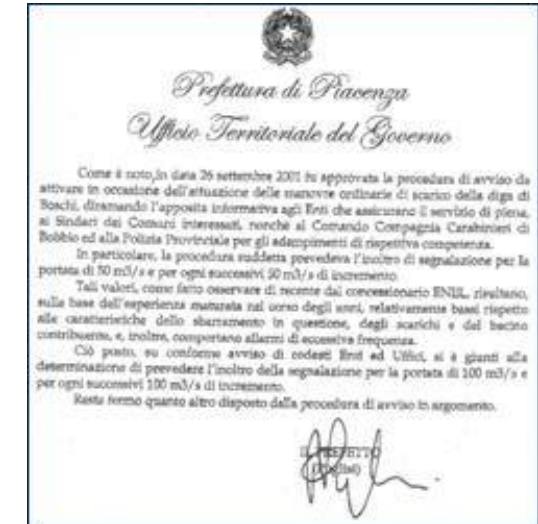 Prefettura di Piacenza
Ufficio Territoriale del Governo
Come è noto, in data 26 settembre 2001 fu approvata la procedura di avviso da
attivare in occasione dell'attuazione delle manovre ordinarie di scarico della diga di
Boschi, diramando l'apposita informativa agli Enti che assicurano il servizio di piena,
ai Sindaci dei Comuni interessati, nonché al Comando Compagnia Carabinieri di
Bobbio ed alla Polizia Provinciale per gli adempimenti di rispettiva competenza.
In particolare, la procedura suddetta prevedeva l'inoltro di segnalazione per la
portata di 50 m3/s e per ogni successivi 50 m3/s di incremento.
Tali valori, come fatto osservare di recente dal concessionario ENEL, risultano,
sulla base dell'esperienza maturata nel corso degli anni, relativamente bassi rispetto
alle caratteristiche dello sbarramento in questione, degli scarichi e del bacino
contribuente, e, inoltre, comportano allarmi di eccessiva frequenza.
Ciò posto, su conforme avviso di codesti Enti ed Uffici, si è giunti alla
determinazione di prevedere l'inoltro della segnalazione per la portata di 100 m3/s e
per ogni successivi 100 m3/s di incremento.
Resta fermo quanto altro disposto dalla procedura di avviso in argomento.
IL PREFETTO